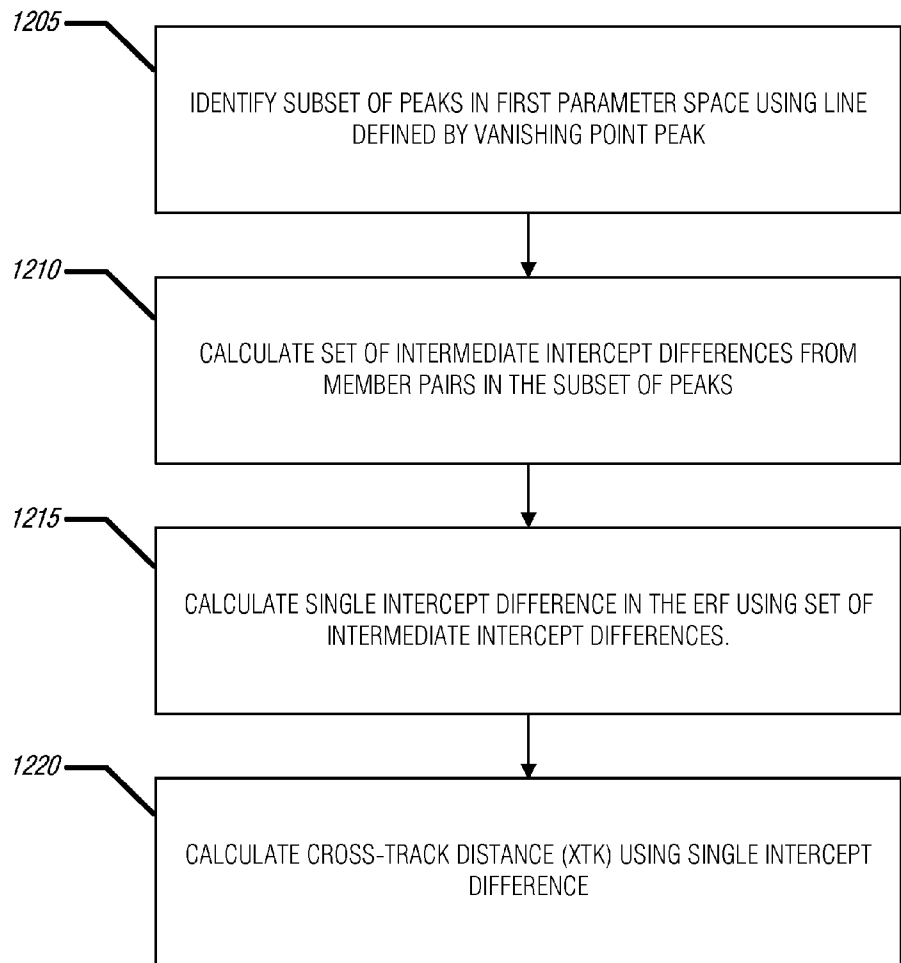 1205
IDENTIFY SUBSET OF PEAKS IN FIRST PARAMETER SPACE USING LINE
DEFINED BY VANISHING POINT PEAK
1210
CALCULATE SET OF INTERMEDIATE INTERCEPT DIFFERENCES FROM
MEMBER PAIRS IN THE SUBSET OF PEAKS
1215
CALCULATE SINGLE INTERCEPT DIFFERENCE IN THE ERF USING SET OF
INTERMEDIATE INTERCEPT DIFFERENCES.
1220
CALCULATE CROSS-TRACK DISTANCE (XTK) USING SINGLE INTERCEPT
DIFFERENCE